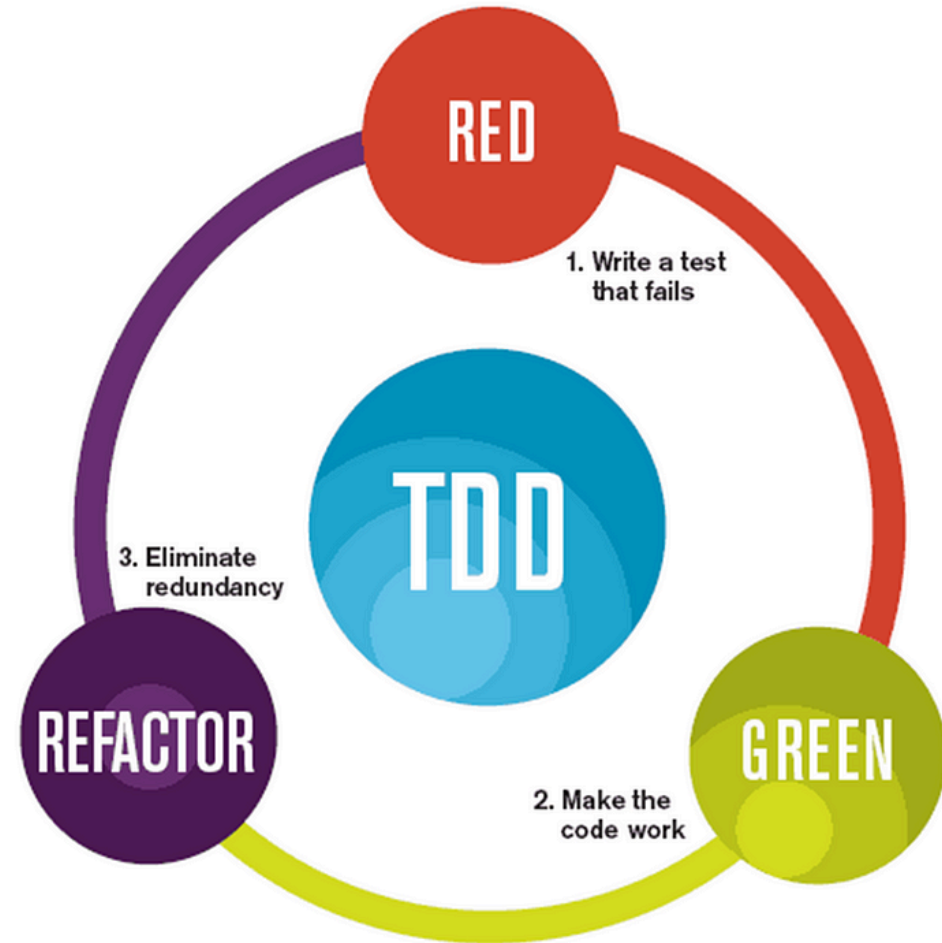 RED
1. Write a test
that fails
TDD
3. Eliminate
redundancy
REFACTOR
GREEN
2. Make the
code work